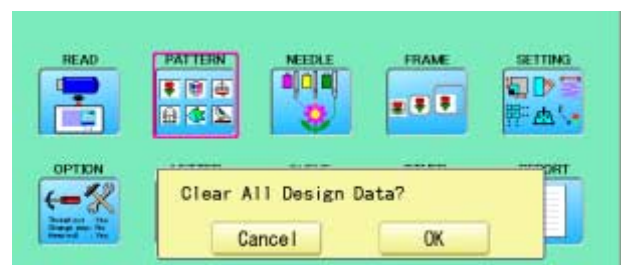 READ PATTERN NEEDLE FRAME SETTING
OPTION
Clear All Design Data?
Cancel OK